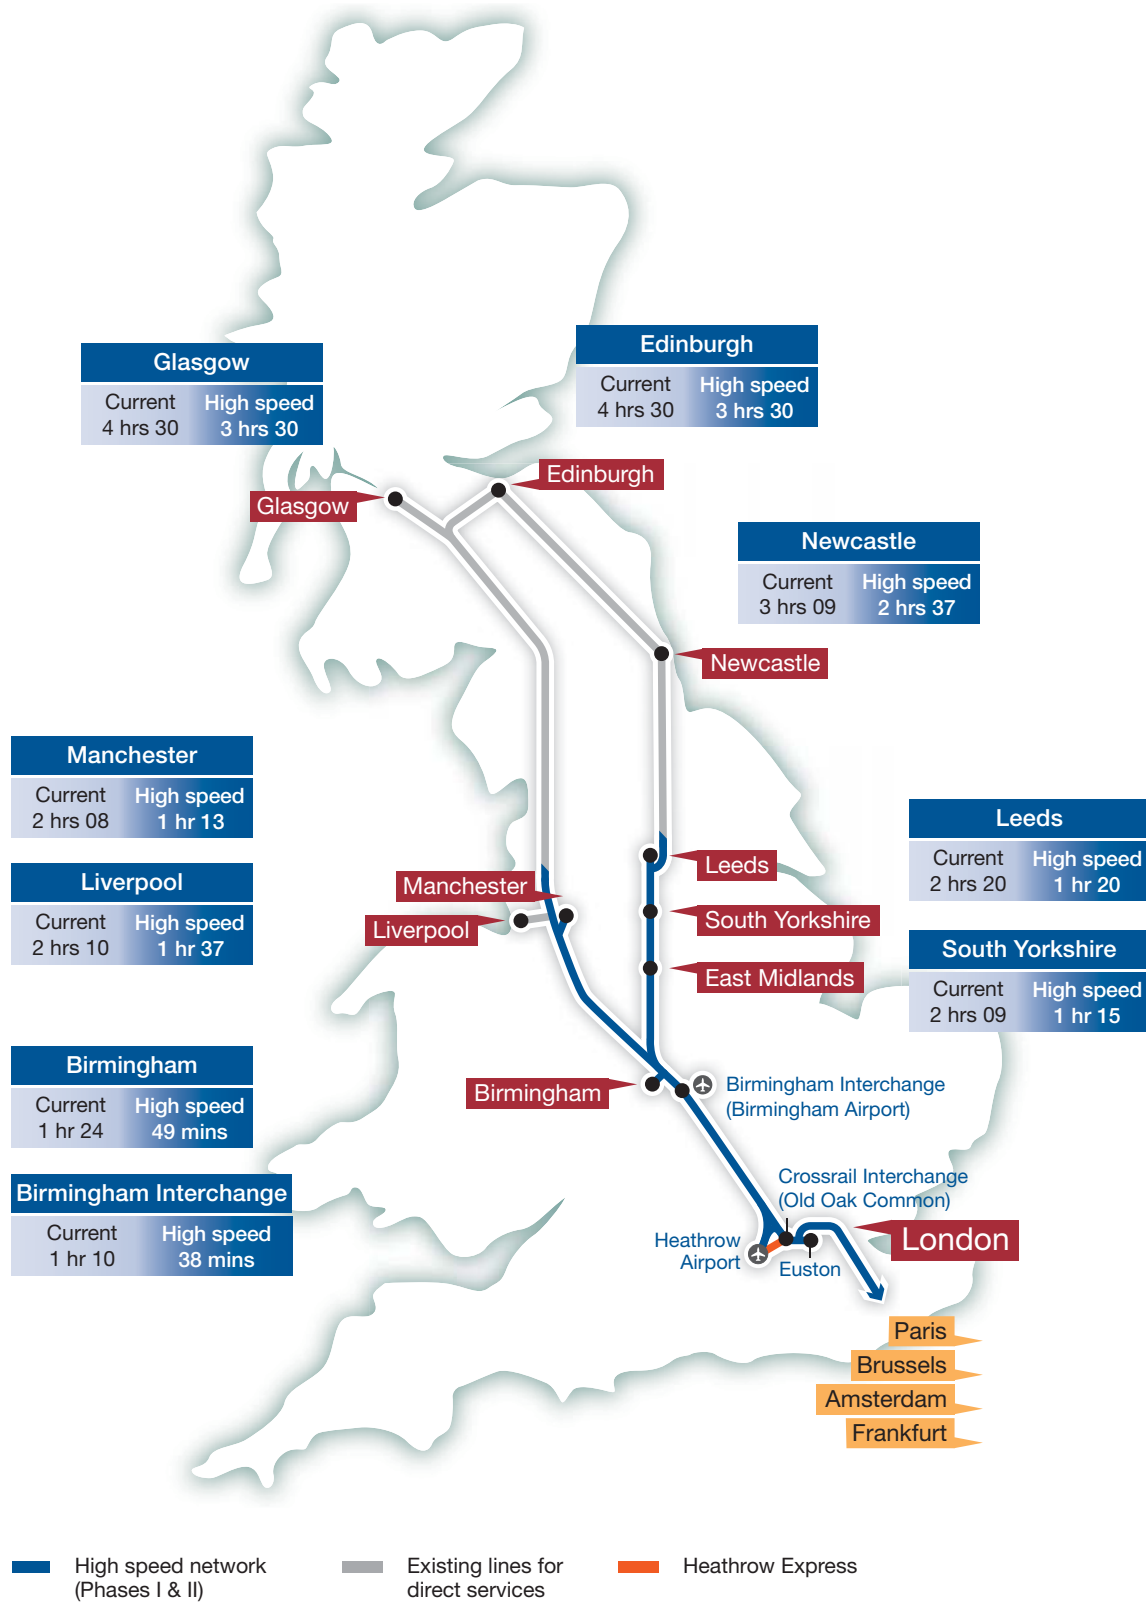 Glasgow
Current
4 hrs 30
High speed
3 hrs 30
Edinburgh
Current
4 hrs 30
High speed
3 hrs 30
Edinburgh
Glasgow
Newcastle
Current
3 hrs 09
High speed
2 hrs 37
Newcastle
Manchester
Current
2 hrs 08
High speed
1 hr 13
Leeds
Current
2 hrs 20
High speed
1 hr 20
Leeds
Liverpool
Current
2 hrs 10
High speed
1 hr 37
Manchester
Liverpool
South Yorkshire
South Yorkshire
Current
2 hrs 09
High speed
1 hr 15
East Midlands
Birmingham
Current
1 hr 24
High speed
49 mins
Birmingham
Birmingham Interchange
(Birmingham Airport)
Birmingham Interchange
Current
1 hr 10
High speed
38 mins
Crossrail Interchange
(Old Oak Common)
London
Heathrow
Airport
Euston
Paris
Brussels
Amsterdam
Frankfurt
High speed network
(Phases I & II)
Existing lines for
direct services
Heathrow Express